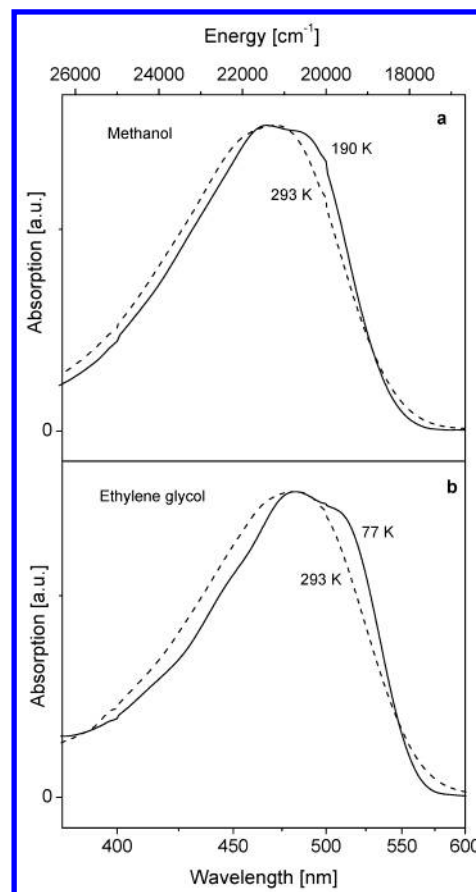 Energy [cm⁻¹]
26000 24000 22000 20000 18000
Methanol
a
190 K
293 K
Absorption [a.u.]
0
Ethylene glycol
b
77 K
293 K
Absorption [a.u.]
0
400 450 500 550 600
Wavelength [nm]